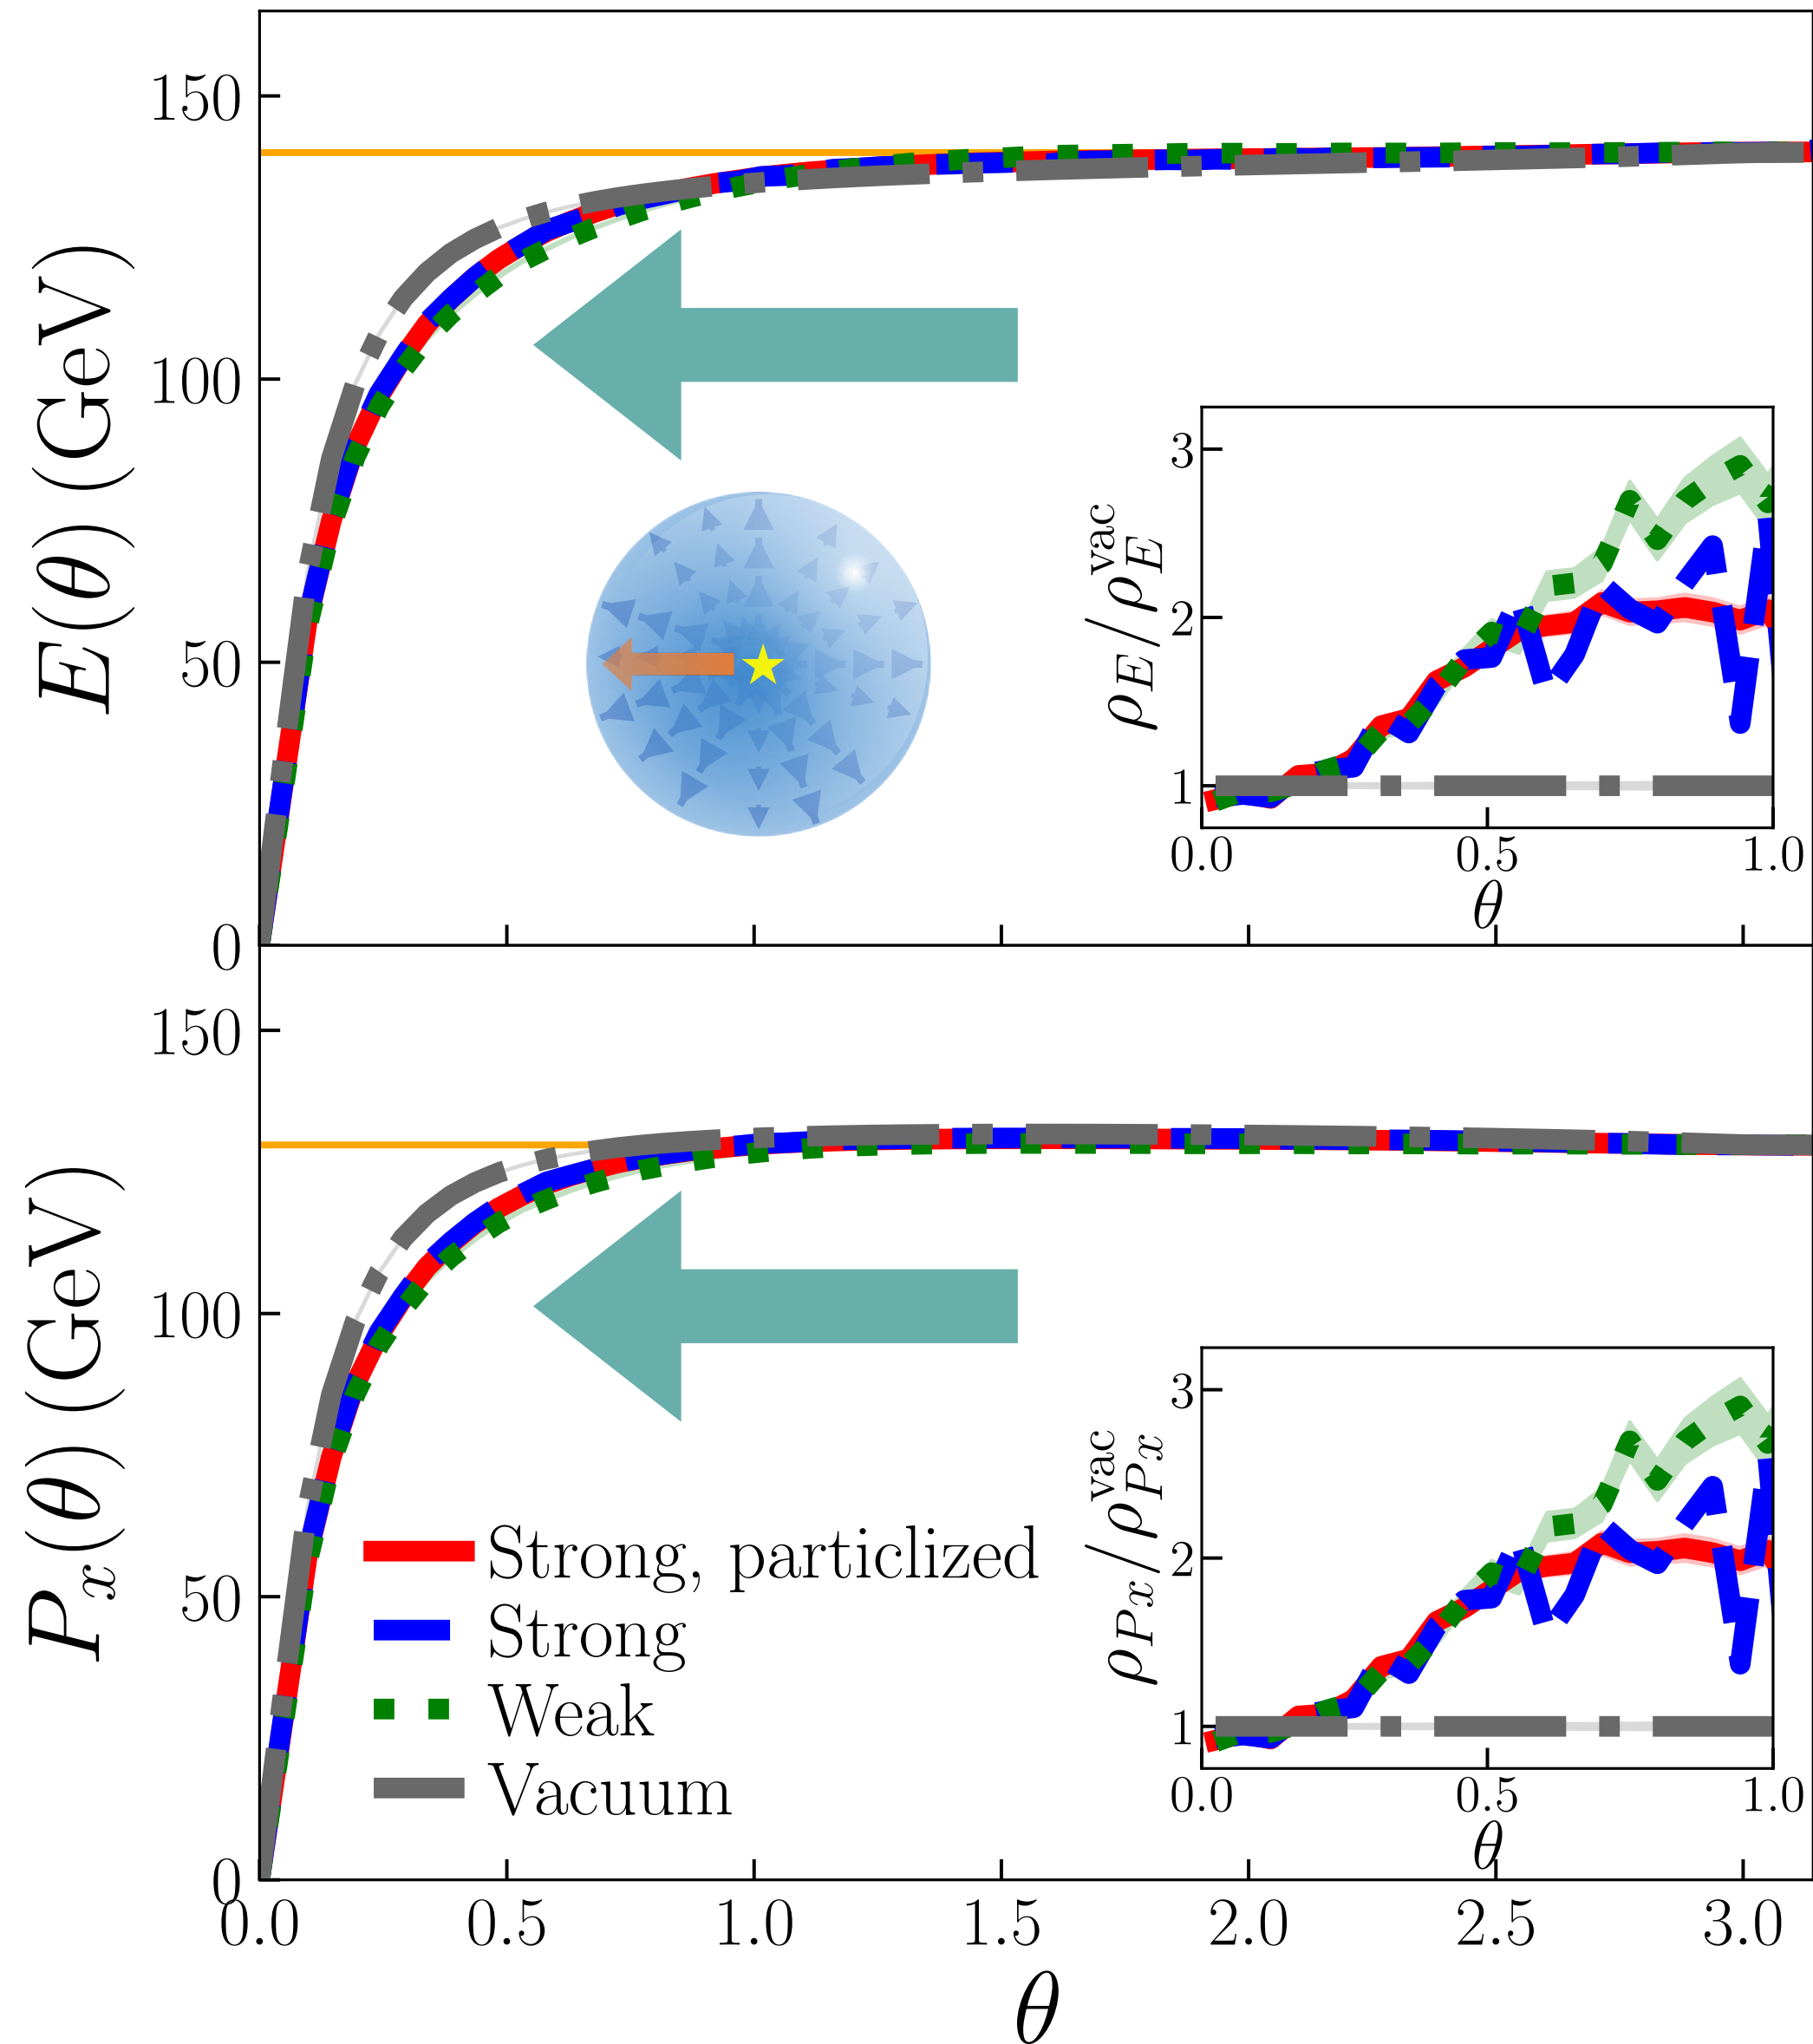 E(θ) (GeV)
150
100
50
0
ρ_E/ρ_E^vac
3
2
1
0.0 0.5 1.0
θ
P_x(θ) (GeV)
150
100
50
0
Strong, particlized
Strong
Weak
Vacuum
ρ_{Px}/ρ_{Px}^vac
3
2
1
0.0 0.5 1.0
θ
0.0 0.5 1.0 1.5 2.0 2.5 3.0
θ